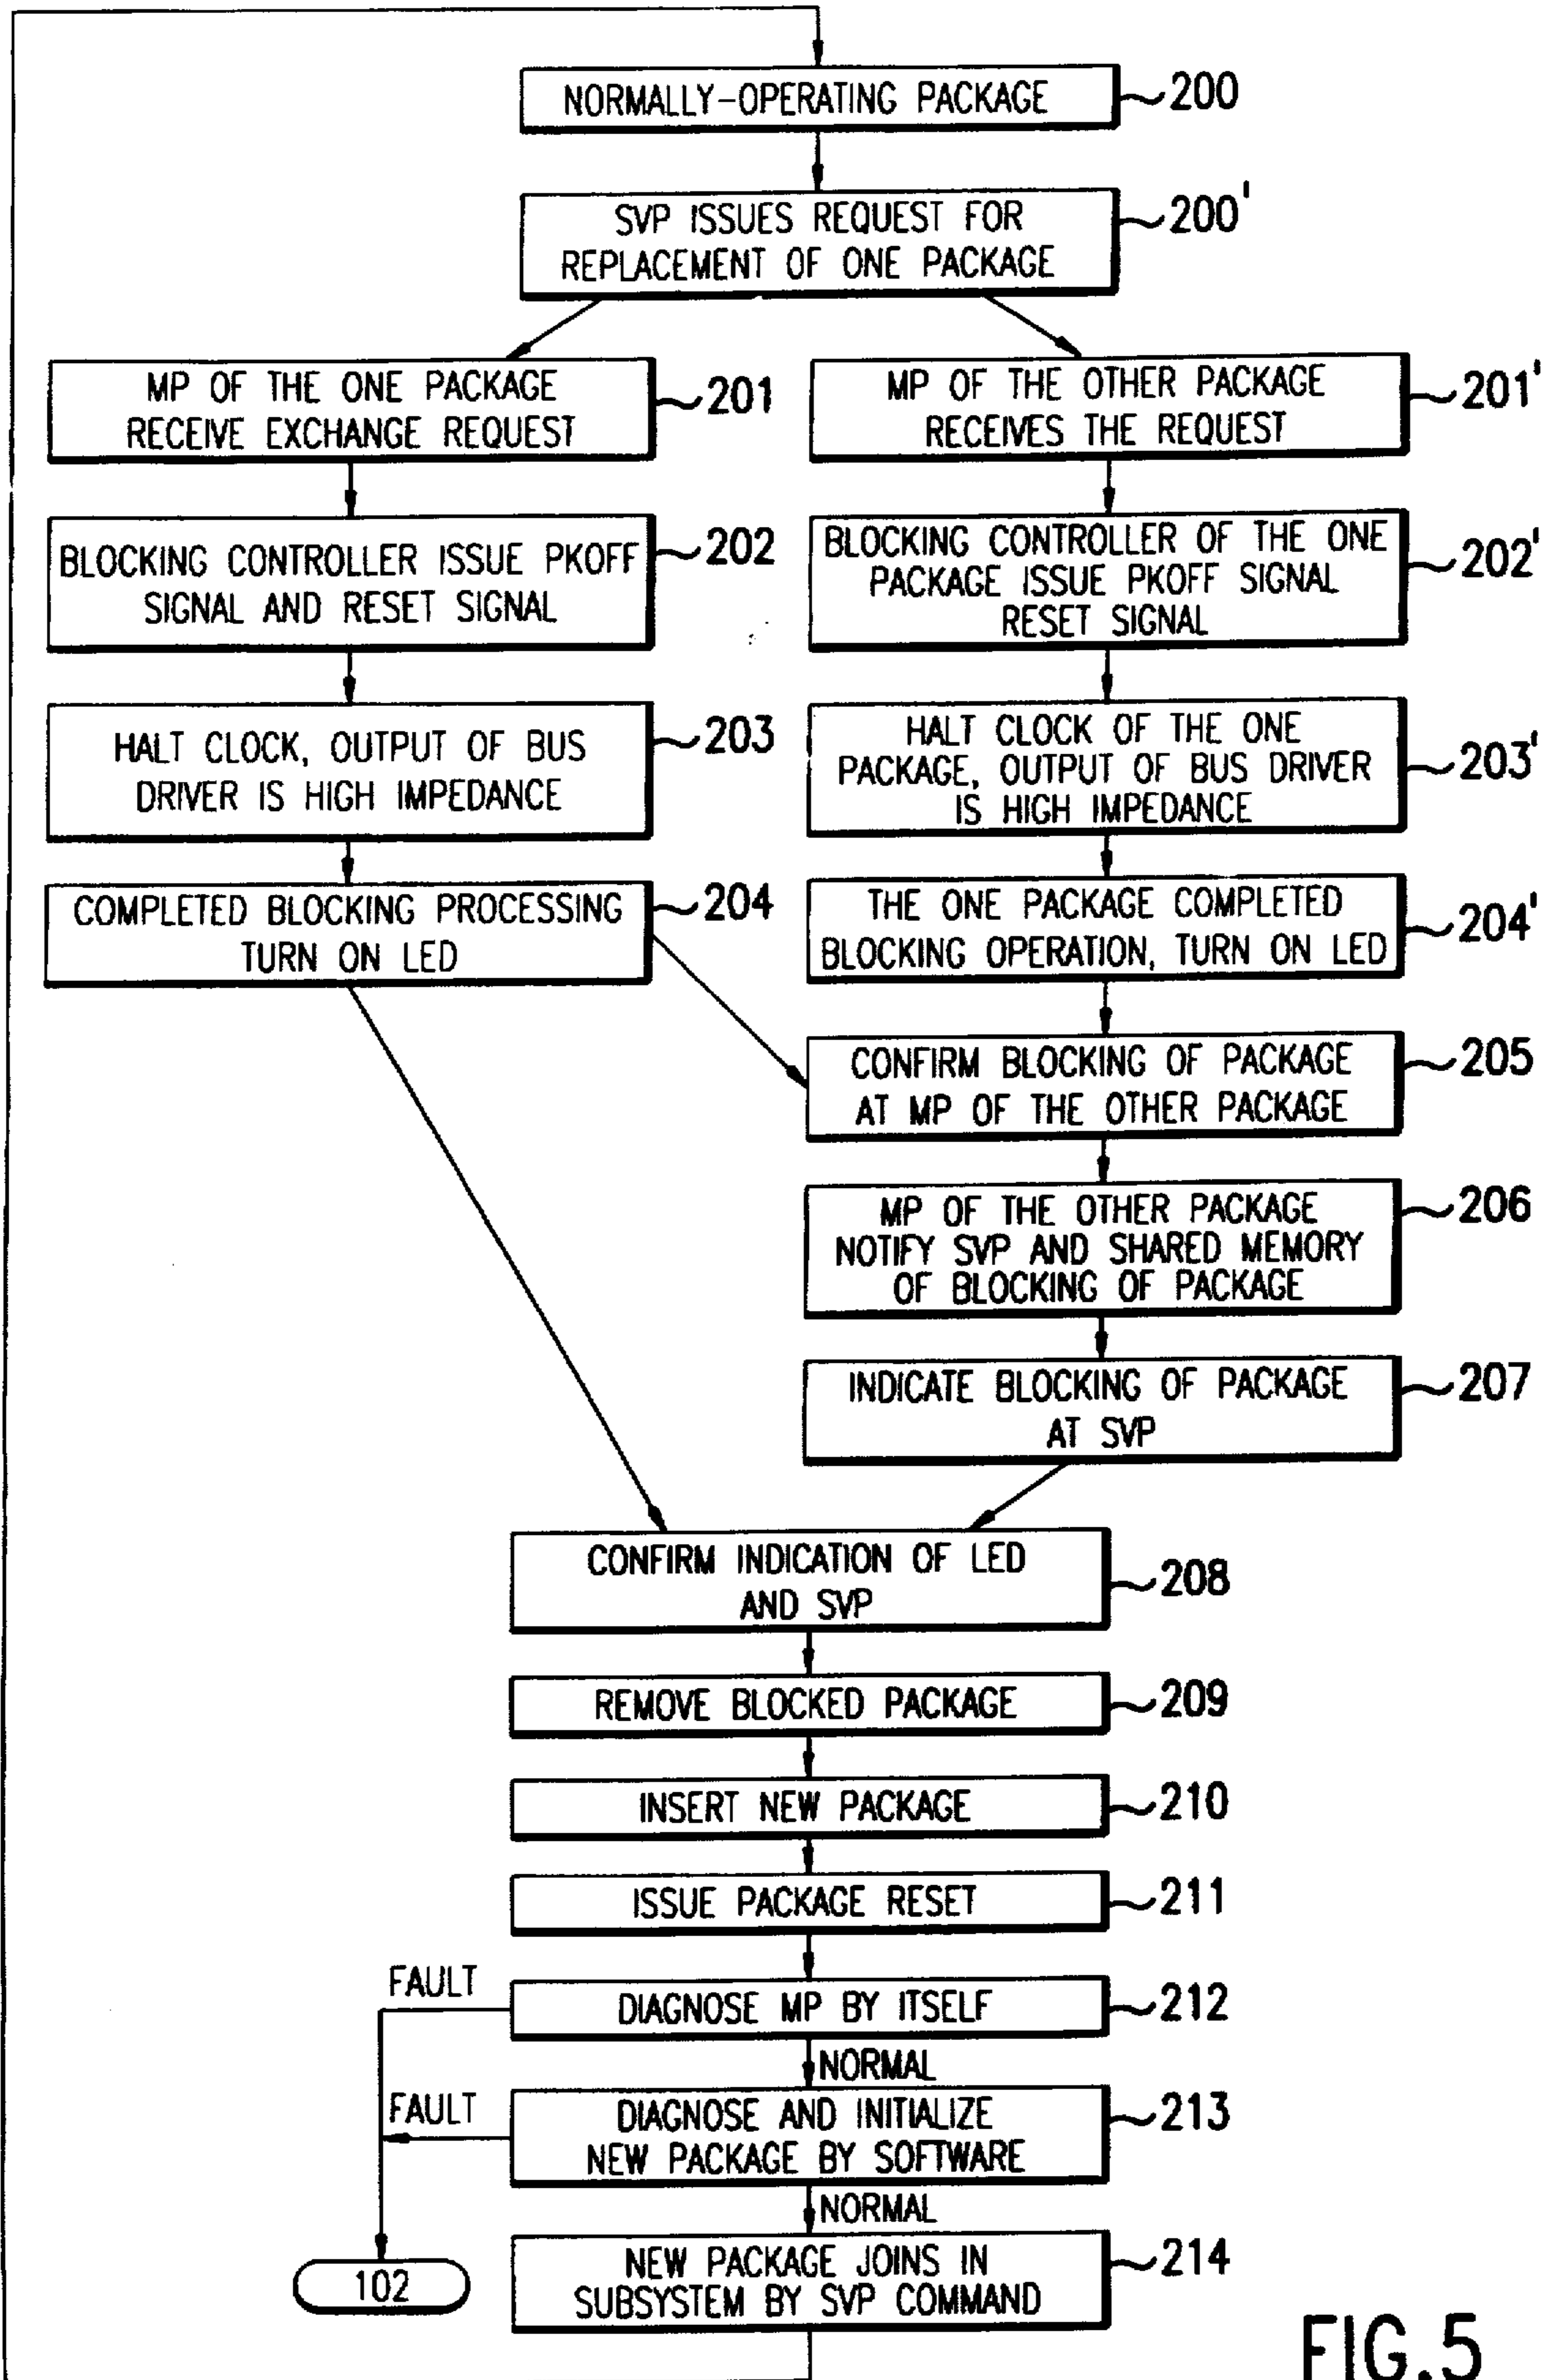 NORMALLY-OPERATING PACKAGE
200
SVP ISSUES REQUEST FOR
REPLACEMENT OF ONE PACKAGE
200'
MP OF THE ONE PACKAGE
RECEIVE EXCHANGE REQUEST
201
MP OF THE OTHER PACKAGE
RECEIVES THE REQUEST
201'
BLOCKING CONTROLLER ISSUE PKOFF
SIGNAL AND RESET SIGNAL
202
BLOCKING CONTROLLER OF THE ONE
PACKAGE ISSUE PKOFF SIGNAL
RESET SIGNAL
202'
HALT CLOCK, OUTPUT OF BUS
DRIVER IS HIGH IMPEDANCE
203
HALT CLOCK OF THE ONE
PACKAGE, OUTPUT OF BUS DRIVER
IS HIGH IMPEDANCE
203'
COMPLETED BLOCKING PROCESSING
TURN ON LED
204
THE ONE PACKAGE COMPLETED
BLOCKING OPERATION, TURN ON LED
204'
CONFIRM BLOCKING OF PACKAGE
AT MP OF THE OTHER PACKAGE
205
MP OF THE OTHER PACKAGE
NOTIFY SVP AND SHARED MEMORY
OF BLOCKING OF PACKAGE
206
INDICATE BLOCKING OF PACKAGE
AT SVP
207
CONFIRM INDICATION OF LED
AND SVP
208
REMOVE BLOCKED PACKAGE
209
INSERT NEW PACKAGE
210
ISSUE PACKAGE RESET
211
FAULT
DIAGNOSE MP BY ITSELF
212
NORMAL
FAULT
DIAGNOSE AND INITIALIZE
NEW PACKAGE BY SOFTWARE
213
NORMAL
102
NEW PACKAGE JOINS IN
SUBSYSTEM BY SVP COMMAND
214
FIG.5